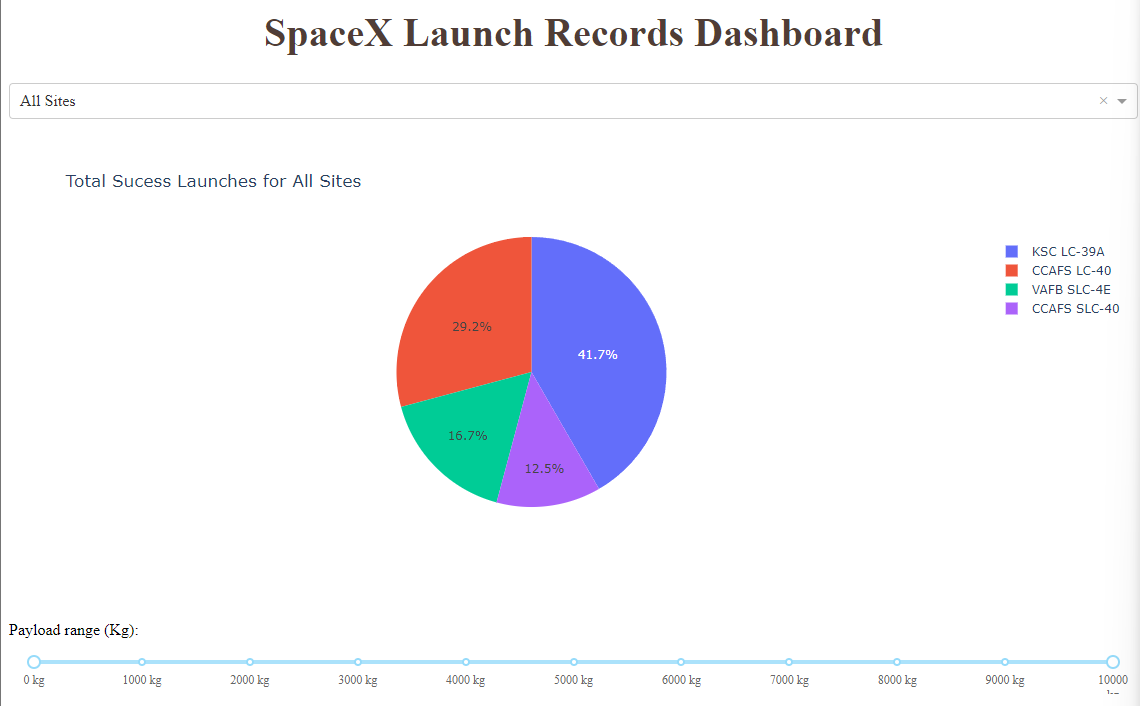 SpaceX Launch Records Dashboard
All Sites × 
Total Sucess Launches for All Sites
KSC LC-39A
CCAFS LC-40
VAFB SLC-4E
CCAFS SLC-40
29.2%
41.7%
16.7%
12.5%
Payload range (Kg):
0 kg 1000 kg 2000 kg 3000 kg 4000 kg 5000 kg 6000 kg 7000 kg 8000 kg 9000 kg 10000